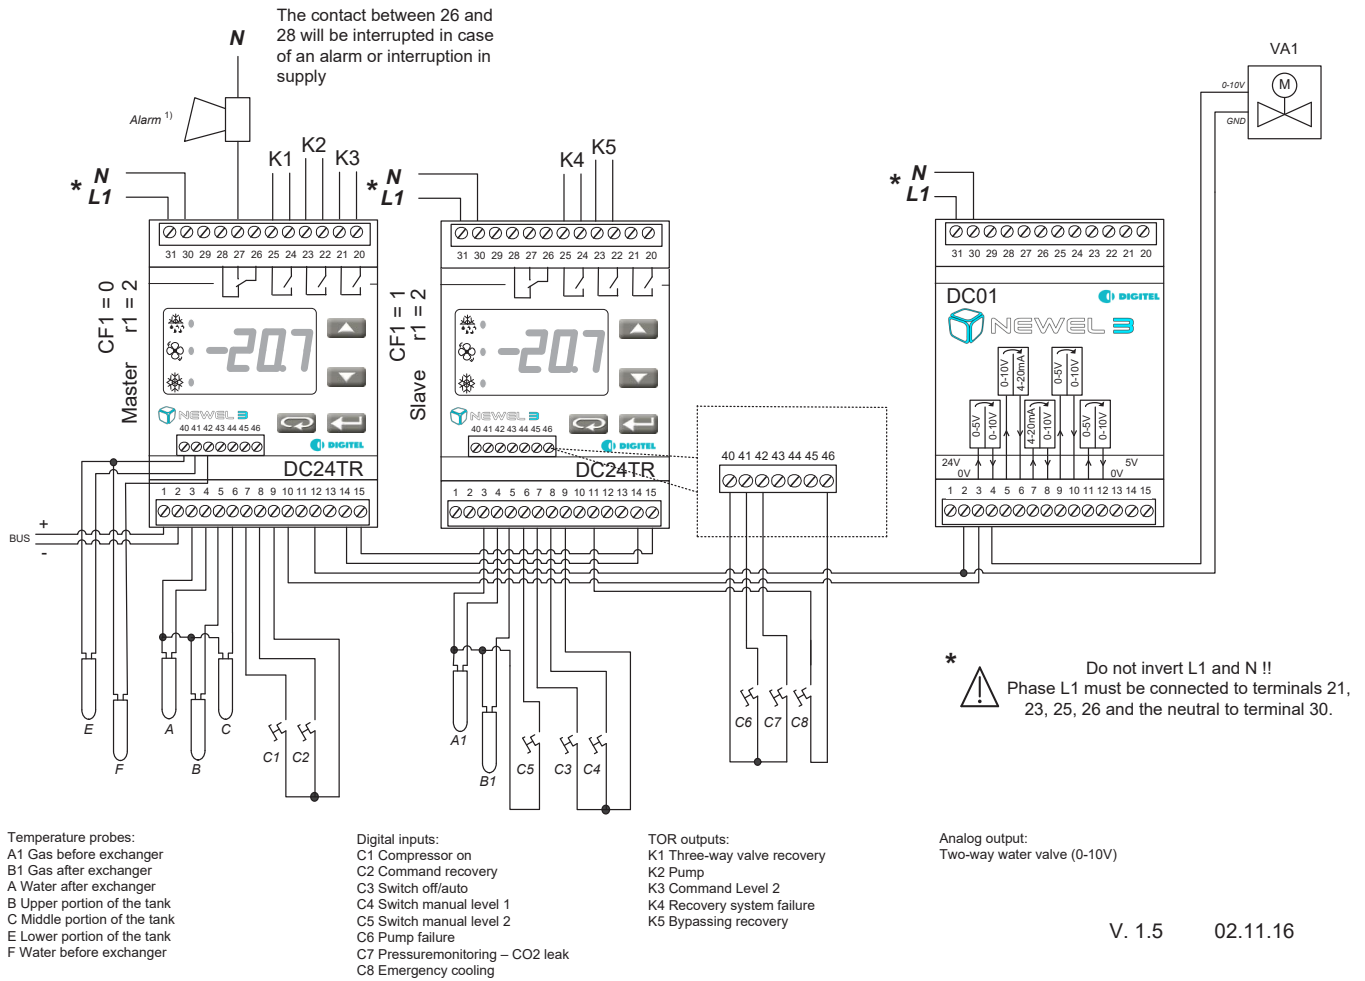 The contact between 26 and
28 will be interrupted in case
of an alarm or interruption in
supply
N
Alarm 1)
K1 K2 K3
* N
L1
31 30 29 28 27 26 25 24 23 22 21 20
CF1 = 0
Master r1 = 2
-20.7
NEWEL 3
40 41 42 43 44 45 46
DIGITEL
DC24TR
1 2 3 4 5 6 7 8 9 10 11 12 13 14 15
BUS
+
-
E
F
A
B
C
C1
C2
K4 K5
* N
L1
31 30 29 28 27 26 25 24 23 22 21 20
CF1 = 1
Slave r1 = 2
-20.7
NEWEL 3
40 41 42 43 44 45 46
DIGITEL
DC24TR
1 2 3 4 5 6 7 8 9 10 11 12 13 14 15
A1
B1
C5
C3
C4
40 41 42 43 44 45 46
C6
C7
C8
VA1
0-10V
M
GND
* N
L1
31 30 29 28 27 26 25 24 23 22 21 20
DC01
DIGITEL
NEWEL 3
0-10V
4-20mA
0-5V
0-10V
0-5V
0-10V
4-20mA
0-10V
0-5V
0-10V
24V
0V
5V
0V
1 2 3 4 5 6 7 8 9 10 11 12 13 14 15
*
Do not invert L1 and N !!
Phase L1 must be connected to terminals 21,
23, 25, 26 and the neutral to terminal 30.
Temperature probes:
A1 Gas before exchanger
B1 Gas after exchanger
A Water after exchanger
B Upper portion of the tank
C Middle portion of the tank
E Lower portion of the tank
F Water before exchanger
Digital inputs:
C1 Compressor on
C2 Command recovery
C3 Switch off/auto
C4 Switch manual level 1
C5 Switch manual level 2
C6 Pump failure
C7 Pressuremonitoring – CO2 leak
C8 Emergency cooling
TOR outputs:
K1 Three-way valve recovery
K2 Pump
K3 Command Level 2
K4 Recovery system failure
K5 Bypassing recovery
Analog output:
Two-way water valve (0-10V)
V. 1.5 02.11.16